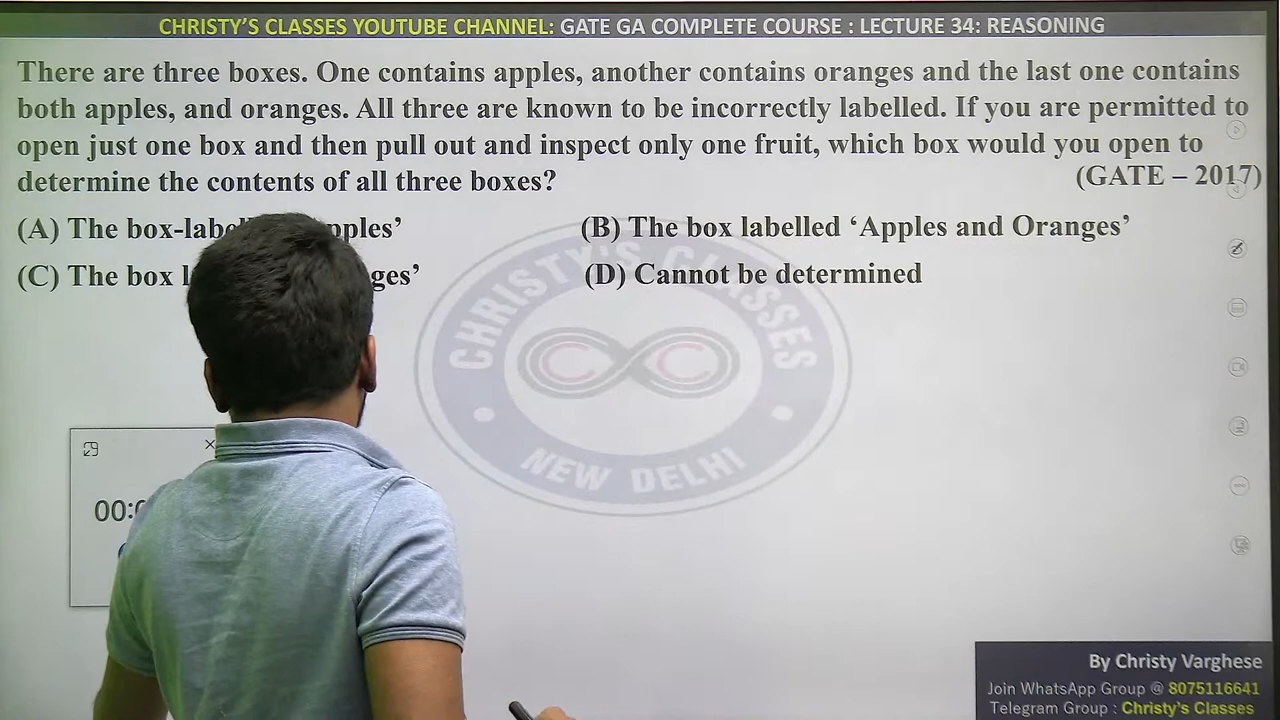 CHRISTY'S CLASSES YOUTUBE CHANNEL: GATE GA COMPLETE COURSE : LECTURE 34: REASONING
There are three boxes. One contains apples, another contains oranges and the last one contains
both apples, and oranges. All three are known to be incorrectly labelled. If you are permitted to
open just one box and then pull out and inspect only one fruit, which box would you open to
determine the contents of all three boxes?
(GATE – 2017)
(A) The
(B) The box labelled ‘Apples and Oranges’
(C) The box
(D) Cannot be determined
CHRISTY'S CLASSES
CC
NEW DELHI
By Christy Varghese
Join WhatsApp Group @ 8075116641
Telegram Group : Christy's Classes